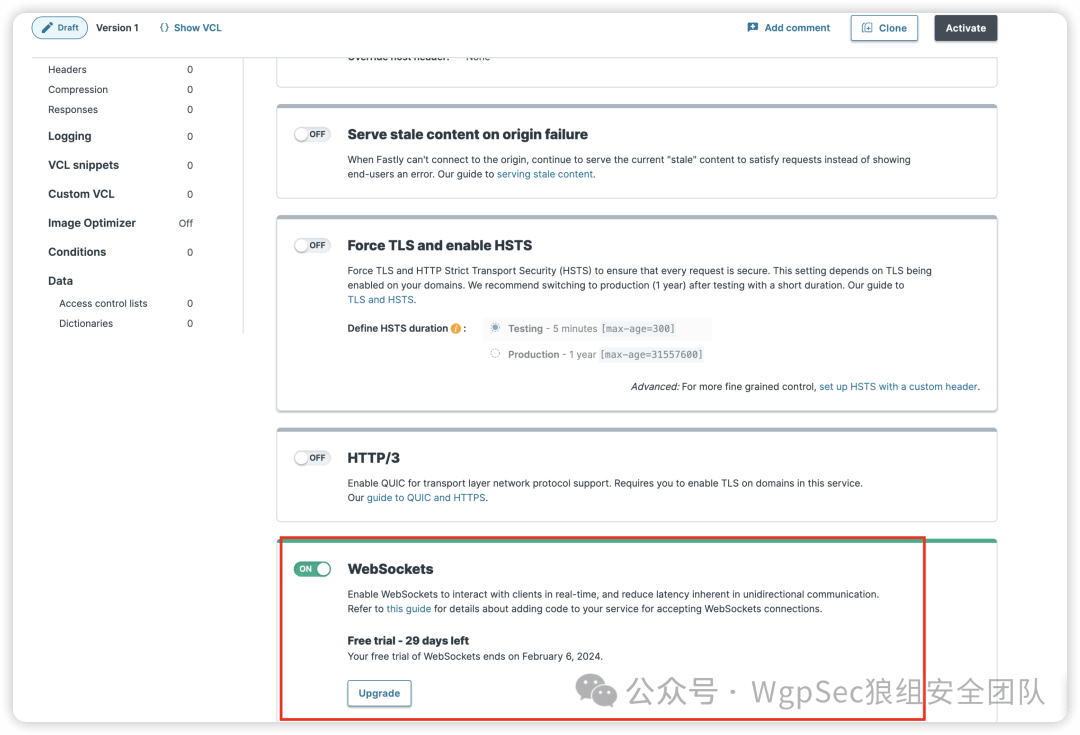 Draft Version 1 {} Show VCL Add comment Clone Activate
Headers 0
Compression 0
Responses 0
Logging 0
VCL snippets 0
Custom VCL 0
Image Optimizer Off
Conditions 0
Data
Access control lists 0
Dictionaries 0
Override host header: None
OFF Serve stale content on origin failure
When Fastly can't connect to the origin, continue to serve the current "stale" content to satisfy requests instead of showing
end-users an error. Our guide to serving stale content.
OFF Force TLS and enable HSTS
Force TLS and HTTP Strict Transport Security (HSTS) to ensure that every request is secure. This setting depends on TLS being
enabled on your domains. We recommend switching to production (1 year) after testing with a short duration. Our guide to
TLS and HSTS.
Define HSTS duration i : Testing - 5 minutes [max-age=300]
Production - 1 year [max-age=31557600]
Advanced: For more fine grained control, set up HSTS with a custom header.
OFF HTTP/3
Enable QUIC for transport layer network protocol support. Requires you to enable TLS on domains in this service.
Our guide to QUIC and HTTPS.
ON WebSockets
Enable WebSockets to interact with clients in real-time, and reduce latency inherent in unidirectional communication.
Refer to this guide for details about adding code to your service for accepting WebSockets connections.
Free trial - 29 days left
Your free trial of WebSockets ends on February 6, 2024.
Upgrade
公众号 · WgpSec狼组安全团队